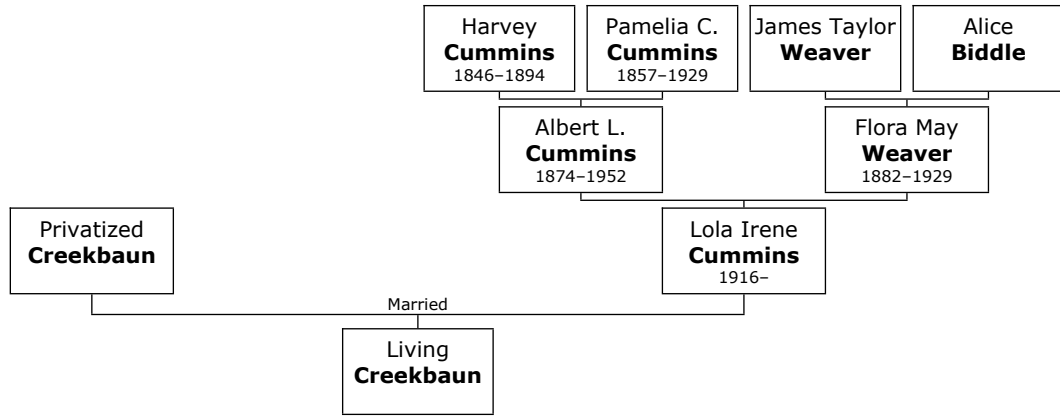 Harvey
Cummins
1846–1894
Pamelia C.
Cummins
1857–1929
James Taylor
Weaver
Alice
Biddle
Albert L.
Cummins
1874–1952
Flora May
Weaver
1882–1929
Privatized
Creekbaun
Lola Irene
Cummins
1916–
Married
Living
Creekbaun